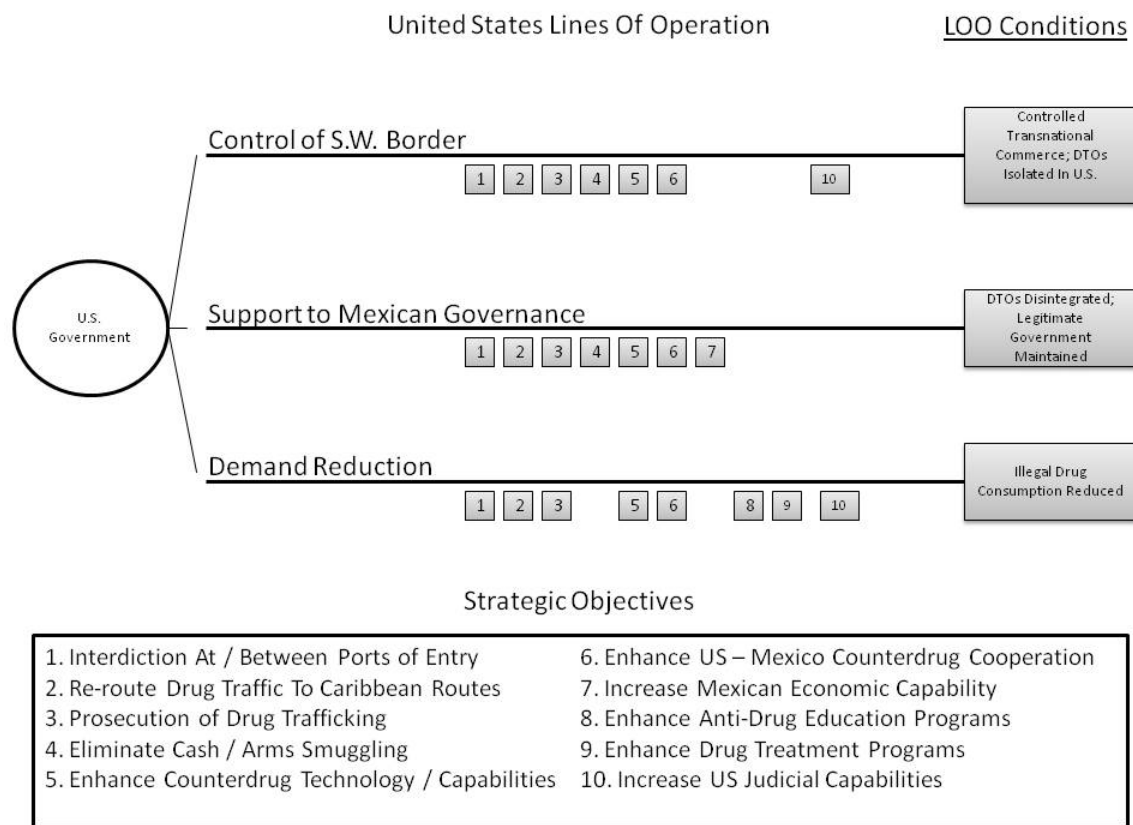 United States Lines Of Operation
LOO Conditions
Control of S.W. Border
1 2 3 4 5 6 10
Controlled
Transnational
Commerce; DTOs
Isolated In U.S.
U.S.
Government
Support to Mexican Governance
1 2 3 4 5 6 7
DTOs Disintegrated;
Legitimate
Government
Maintained
Demand Reduction
1 2 3 5 6 8 9 10
Illegal Drug
Consumption Reduced
Strategic Objectives
1. Interdiction At / Between Ports of Entry
2. Re-route Drug Traffic To Caribbean Routes
3. Prosecution of Drug Trafficking
4. Eliminate Cash / Arms Smuggling
5. Enhance Counterdrug Technology / Capabilities
6. Enhance US – Mexico Counterdrug Cooperation
7. Increase Mexican Economic Capability
8. Enhance Anti-Drug Education Programs
9. Enhance Drug Treatment Programs
10. Increase US Judicial Capabilities